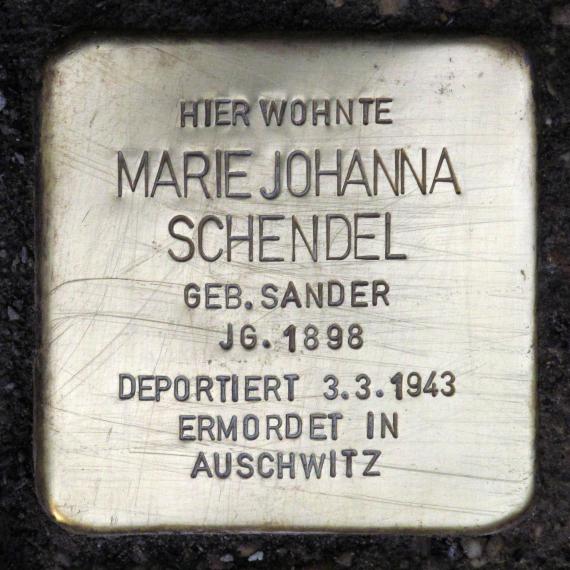 HIER WOHNTE
MARIE JOHANNA
SCHENDEL
GEB. SANDER
JG. 1898
DEPORTIERT 3.3.1943
ERMORDET IN
AUSCHWITZ